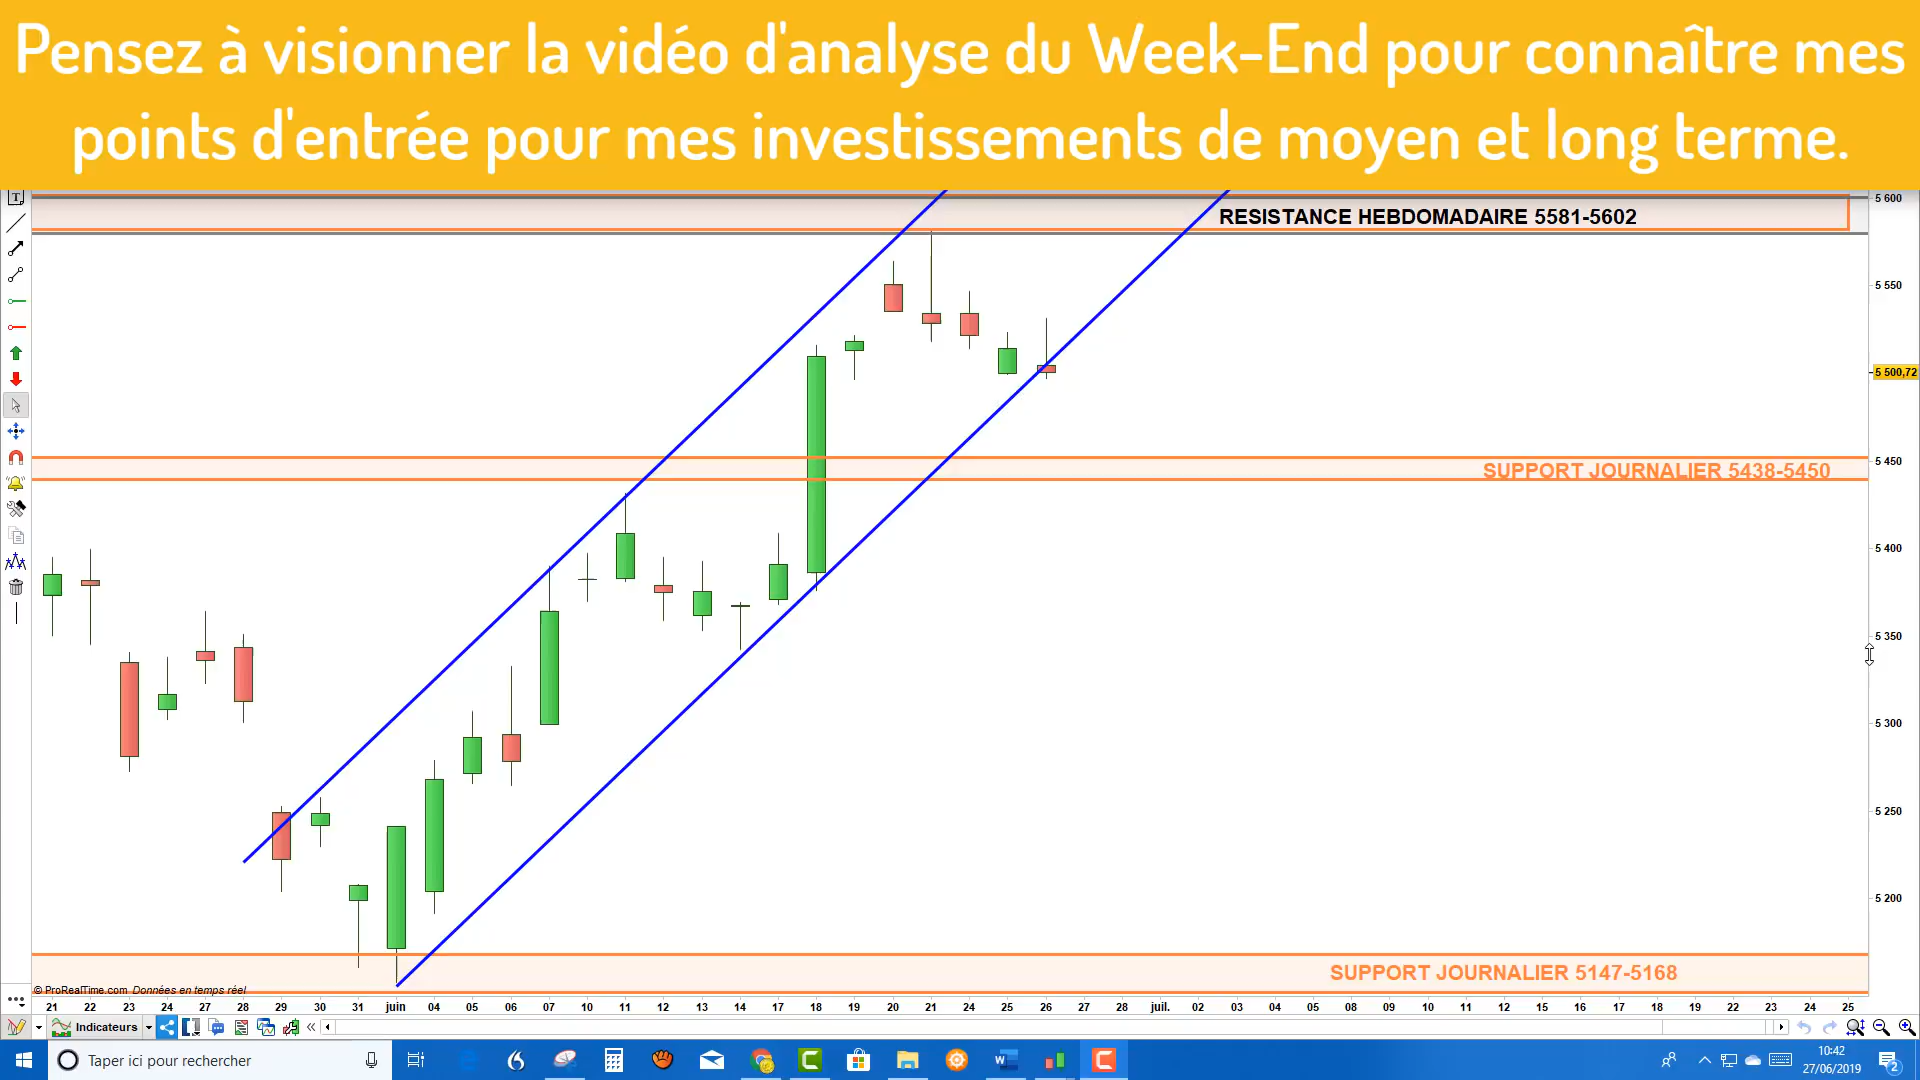 Pensez à visionner la vidéo d'analyse du Week-End pour connaître mes
points d'entrée pour mes investissements de moyen et long terme.
RESISTANCE HEBDOMADAIRE 5581-5602
5 600
5 550
5 500,72
5 450
SUPPORT JOURNALIER 5438-5450
5 400
5 350
5 300
5 250
5 200
SUPPORT JOURNALIER 5147-5168
© ProRealTime.com Données en temps réel
21 22 23 24 27 28 29 30 31 juin 04 05 06 07 10 11 12 13 14 17 18 19 20 21 24 25 26 27 28 juil. 02 03 04 05 08 09 10 11 12 15 16 17 18 19 22 23 24 25
Indicateurs
Taper ici pour rechercher
10:42
27/06/2019
2